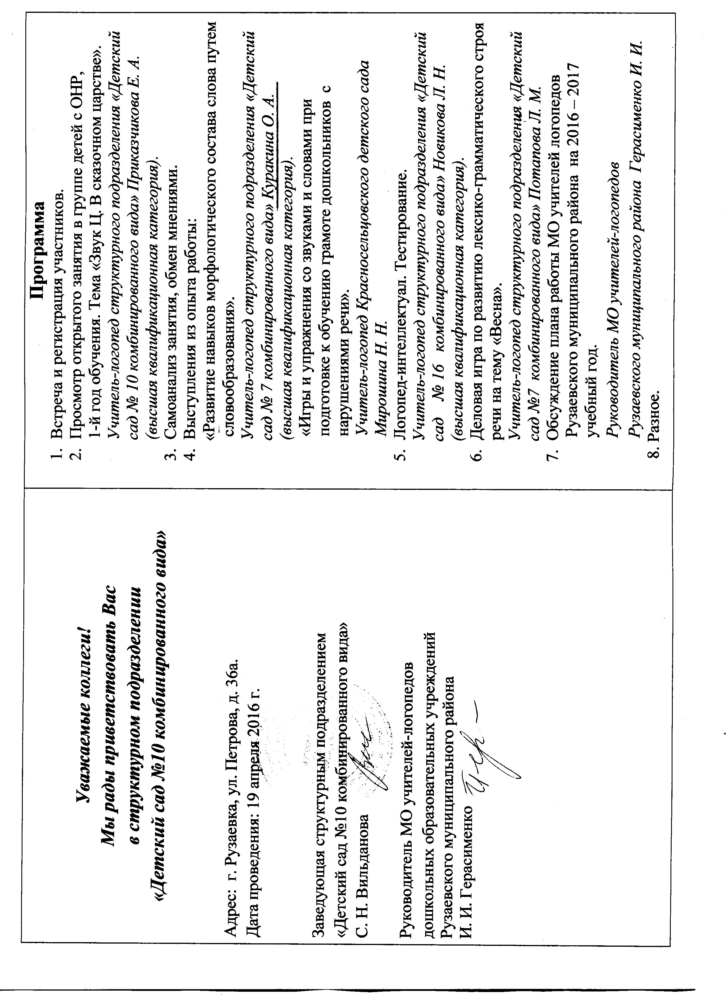 Уважаемые коллеги!
Мы рады приветствовать Вас
в структурном подразделении
«Детский сад №10 комбинированного вида»
Адрес: г. Рузаевка, ул. Петрова, д. 36а.
Дата проведения: 19 апреля 2016 г.
Заведующая структурным подразделением
«Детский сад №10 комбинированного вида»
С. Н. Вильданова
Руководитель МО учителей-логопедов
дошкольных образовательных учреждений
Рузаевского муниципального района
И. И. Герасименко
Программа
1. Встреча и регистрация участников.
2. Просмотр открытого занятия в группе детей с ОНР,
1-й год обучения. Тема «Звук Ц. В сказочном царстве».
Учитель-логопед структурного подразделения «Детский
сад № 10 комбинированного вида» Приказчикова Е. А.
(высшая квалификационная категория).
3. Самоанализ занятия, обмен мнениями.
4. Выступления из опыта работы:
«Развитие навыков морфологического состава слова путем
словообразования».
Учитель-логопед структурного подразделения «Детский
сад № 7 комбинированного вида» Куракина О. А.
(высшая квалификационная категория).
«Игры и упражнения со звуками и словами при
подготовке к обучению грамоте дошкольников с
нарушениями речи».
Учитель-логопед Красносельцовского детского сада
Мирошина Н. Н.
5. Логопед-интеллектуал. Тестирование.
Учитель-логопед структурного подразделения «Детский
сад № 16 комбинированного вида» Новикова Л. Н.
(высшая квалификационная категория).
6. Деловая игра по развитию лексико-грамматического строя
речи на тему «Весна».
Учитель-логопед структурного подразделения «Детский
сад №7 комбинированного вида» Потапова Л. М.
7. Обсуждение плана работы МО учителей логопедов
Рузаевского муниципального района на 2016 – 2017
учебный год.
Руководитель МО учителей-логопедов
Рузаевского муниципального района Герасименко И. И.
8. Разное.